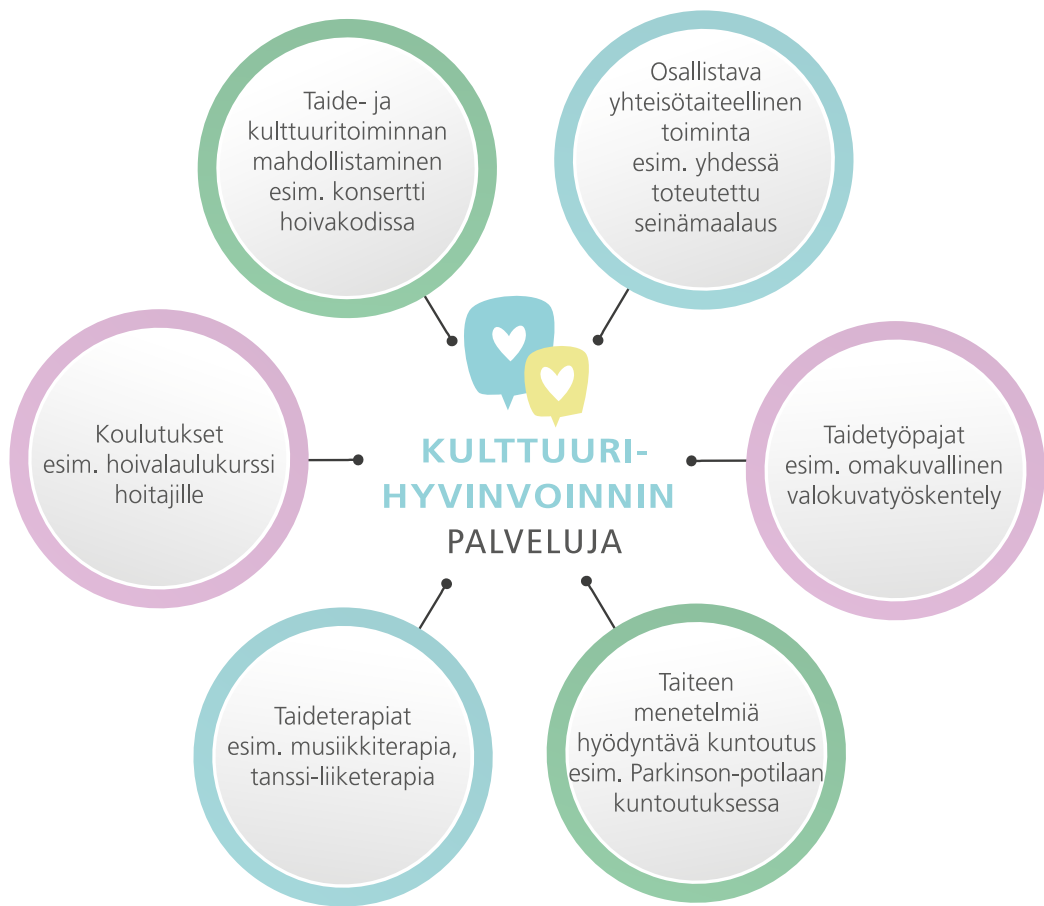 Taide- ja
kulttuuritoiminnan
mahdollistaminen
esim. konsertti
hoivakodissa
Osallistava
yhteisötaiteellinen
toiminta
esim. yhdessä
toteutettu
seinämaalaus
Koulutukset
esim. hoivalaulukurssi
hoitajille
KULTTUURI-
HYVINVOINNIN
PALVELUJA
Taidetyöpajat
esim. omakuvallinen
valokuvatyöskentely
Taideterapiat
esim. musiikkiterapia,
tanssi-liiketerapia
Taiteen
menetelmiä
hyödyntävä kuntoutus
esim. Parkinson-potilaan
kuntoutuksessa